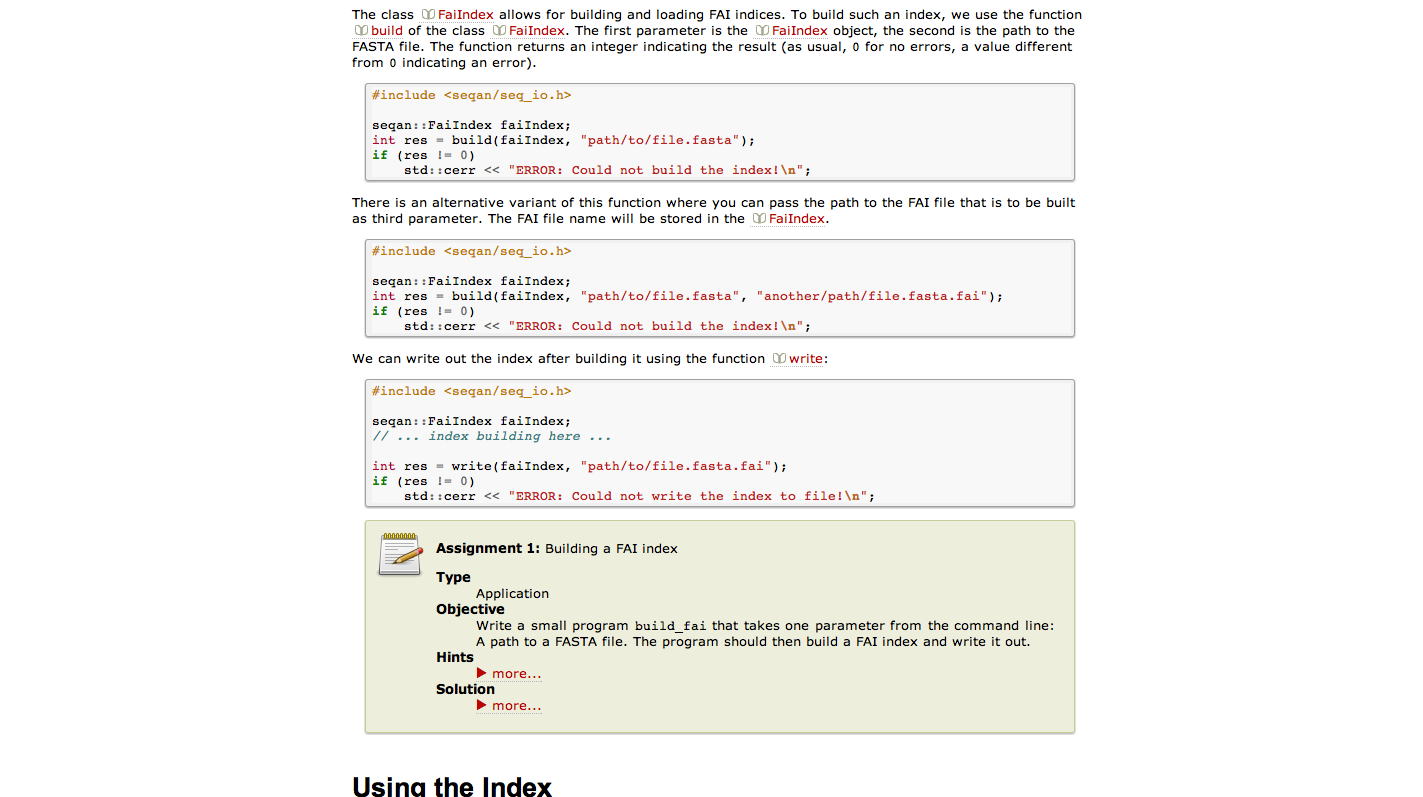 The class FaiIndex allows for building and loading FAI indices. To build such an index, we use the function
build of the class FaiIndex. The first parameter is the FaiIndex object, the second is the path to the
FASTA file. The function returns an integer indicating the result (as usual, 0 for no errors, a value different
from 0 indicating an error).
#include <seqan/seq_io.h>
seqan::FaiIndex faiIndex;
int res = build(faiIndex, "path/to/file.fasta");
if (res != 0)
    std::cerr << "ERROR: Could not build the index!\n";
There is an alternative variant of this function where you can pass the path to the FAI file that is to be built
as third parameter. The FAI file name will be stored in the FaiIndex.
#include <seqan/seq_io.h>
seqan::FaiIndex faiIndex;
int res = build(faiIndex, "path/to/file.fasta", "another/path/file.fasta.fai");
if (res != 0)
    std::cerr << "ERROR: Could not build the index!\n";
We can write out the index after building it using the function write:
#include <seqan/seq_io.h>
seqan::FaiIndex faiIndex;
// ... index building here ...
int res = write(faiIndex, "path/to/file.fasta.fai");
if (res != 0)
    std::cerr << "ERROR: Could not write the index to file!\n";
Assignment 1: Building a FAI index
Type
Application
Objective
Write a small program build_fai that takes one parameter from the command line:
A path to a FASTA file. The program should then build a FAI index and write it out.
Hints
more...
Solution
more...
Using the Index